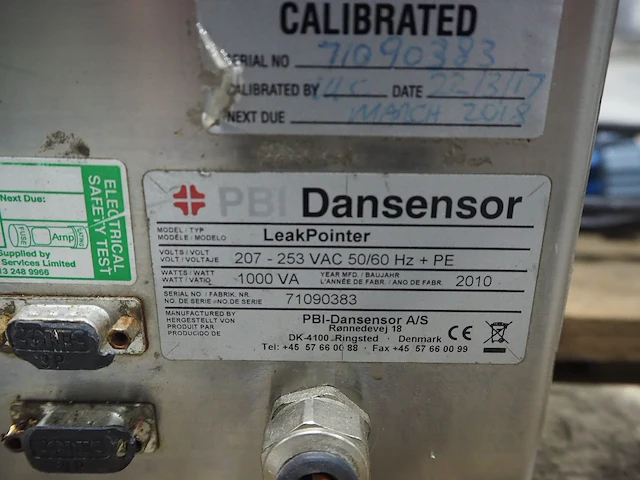 CALIBRATED
SERIAL NO 71090383
CALIBRATED BY DATE 22/3/17
NEXT DUE MARCH 2018
ELECTRICAL
SAFETY TEST
Next Due:
FUSE Amp
Supplied by
Services Limited
13 248 9966
PBI Dansensor
MODEL / TYP
MODÈLE / MODELO LeakPointer
VOLTS / VOLT
VOLT / VOLTAJE 207 - 253 VAC 50/60 Hz + PE
WATTS / WATT
WATT / VATIO 1000 VA YEAR MFD. / BAUJAHR
L'ANNÉE DE FABR. / ANO DE FABR. 2010
SERIAL NO / FABRIK. NR.
NO. DE SERIE / NO DE SERIE 71090383
MANUFACTURED BY
HERGESTELLT VON
PRODUIT PAR
PRODUCIDO DE
PBI-Dansensor A/S
Rønnedevej 18
DK-4100 Ringsted · Denmark
Tel: +45 57 66 00 88 · Fax +45 57 66 00 99
CE